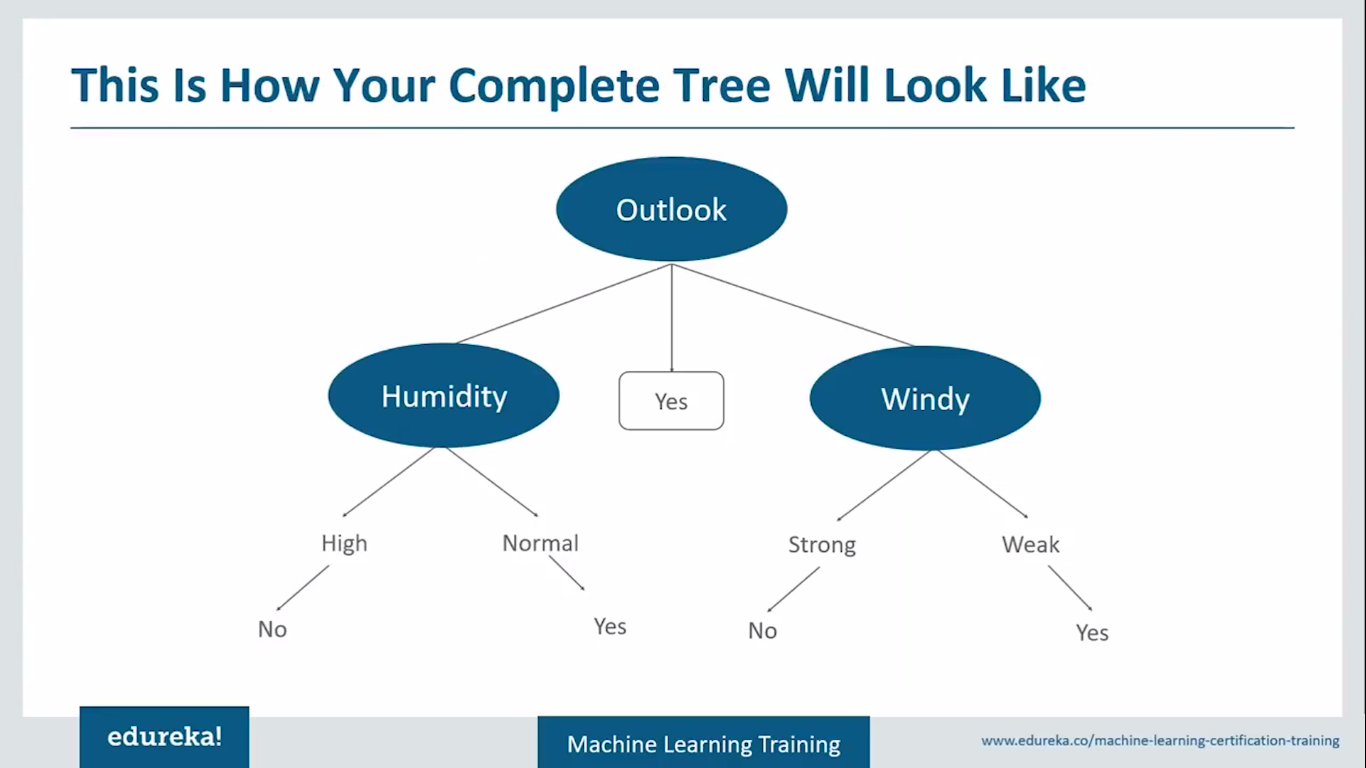 This Is How Your Complete Tree Will Look Like
Outlook
Humidity
Yes
Windy
High
Normal
Strong
Weak
No
Yes
No
Yes
edureka!
Machine Learning Training
www.edureka.co/machine-learning-certification-training